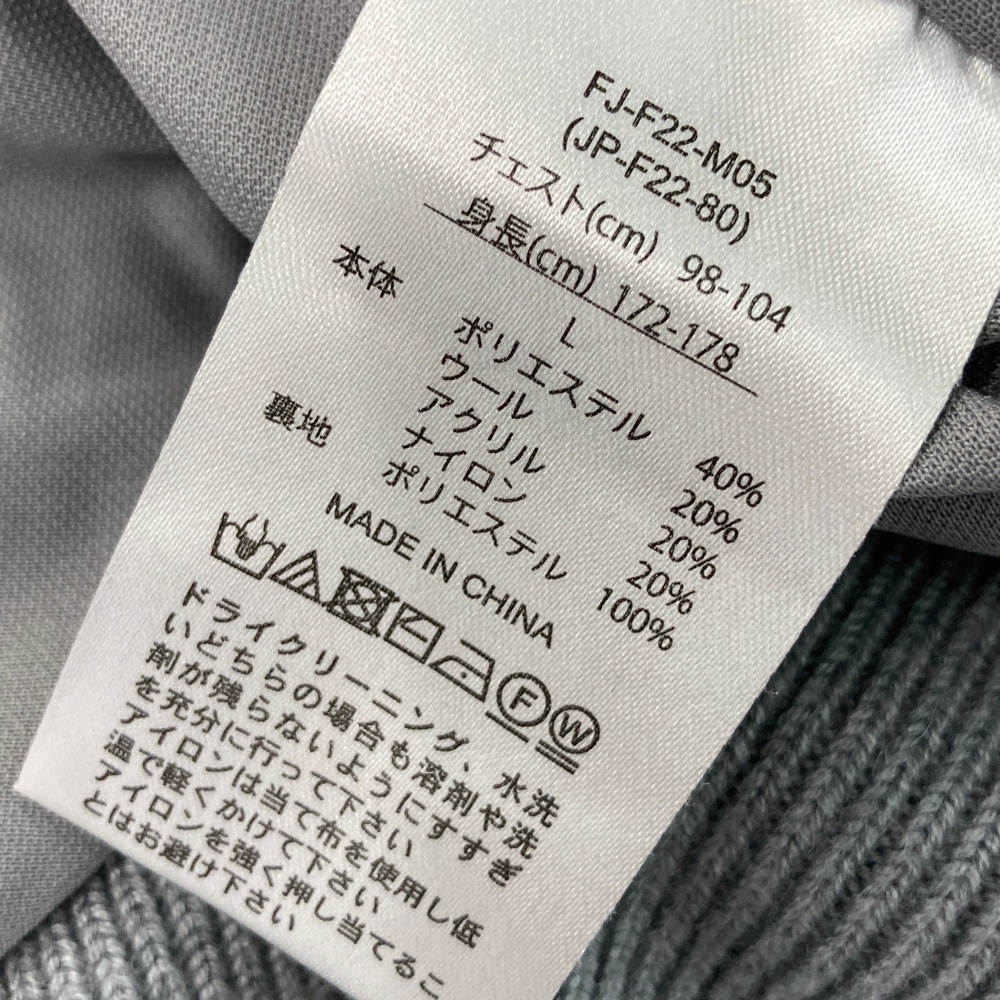 FJ-F22-M05
(JP-F22-80)
チェスト(cm) 98-104
身長(cm) 172-178
L
本体 ポリエステル 40%
ウール 20%
アクリル 20%
ナイロン 20%
裏地 ポリエステル 100%
MADE IN CHINA
F W
ドライクリーニング、水洗
いどちらの場合も溶剤や洗
剤が残らないようにすすぎ
を充分に行って下さい
アイロンは当て布を使用し低
温で軽くかけて下さい
アイロンを強く押し当てるこ
とはお避け下さい